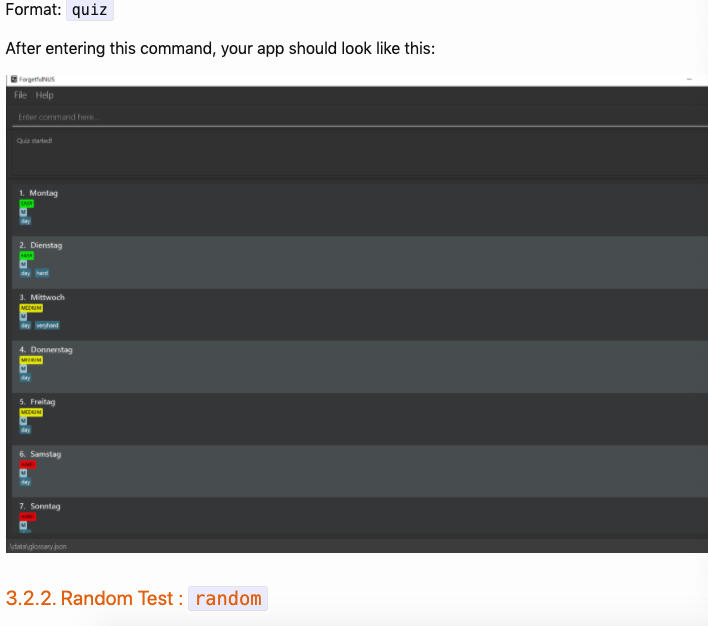 Format: quiz
After entering this command, your app should look like this:
ForgetfulNUS
File Help
Enter command here...
Quiz started!
1. Montag
EASY
M
day
2. Dienstag
EASY
M
day hard
3. Mittwoch
MEDIUM
M
day veryhard
4. Donnerstag
MEDIUM
M
day
5. Freitag
MEDIUM
M
day
6. Samstag
HARD
M
day
7. Sonntag
HARD
M
\data\glossary.json
3.2.2. Random Test : random